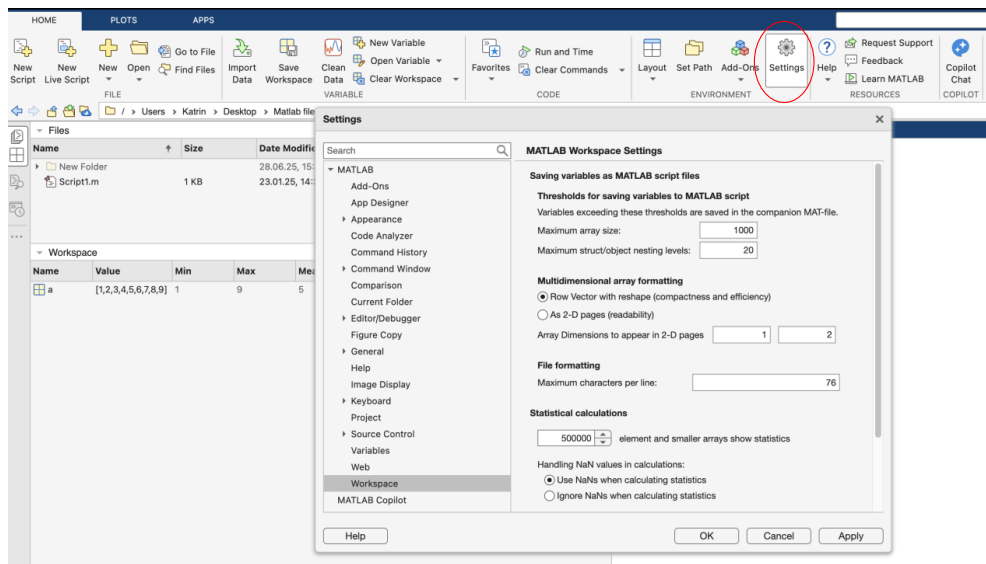 HOME PLOTS APPS
New Script
New Live Script
New
Open
Go to File
Find Files
Import Data
Save Workspace
Clean Data
New Variable
Open Variable
Clear Workspace
Favorites
Run and Time
Clear Commands
Layout
Set Path
Add-Ons
Settings
Help
Request Support
Feedback
Learn MATLAB
Copilot Chat
FILE VARIABLE CODE ENVIRONMENT RESOURCES COPILOT
/ › Users › Katrin › Desktop › Matlab file
Files
Name Size Date Modifie
New Folder 28.06.25, 15:
Script1.m 1 KB 23.01.25, 14:
Workspace
Name Value Min Max Mea
a [1,2,3,4,5,6,7,8,9] 1 9 5
Settings
Search
MATLAB
Add-Ons
App Designer
Appearance
Code Analyzer
Command History
Command Window
Comparison
Current Folder
Editor/Debugger
Figure Copy
General
Help
Image Display
Keyboard
Project
Source Control
Variables
Web
Workspace
MATLAB Copilot
MATLAB Workspace Settings
Saving variables as MATLAB script files
Thresholds for saving variables to MATLAB script
Variables exceeding these thresholds are saved in the companion MAT-file.
Maximum array size: 1000
Maximum struct/object nesting levels: 20
Multidimensional array formatting
Row Vector with reshape (compactness and efficiency)
As 2-D pages (readability)
Array Dimensions to appear in 2-D pages 1 2
File formatting
Maximum characters per line: 76
Statistical calculations
500000 element and smaller arrays show statistics
Handling NaN values in calculations:
Use NaNs when calculating statistics
Ignore NaNs when calculating statistics
Help OK Cancel Apply